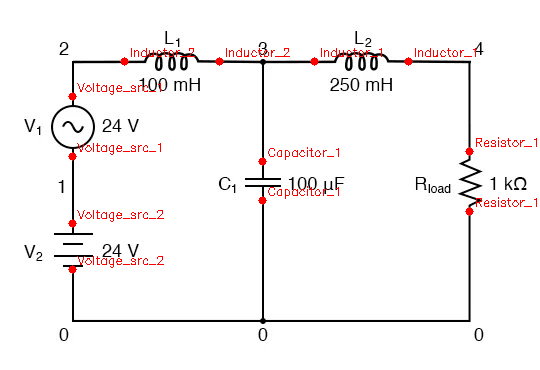 2
L1
Inductor_2
Inductor_2
3
L2
Inductor_1
Inductor_1
4
100 mH
250 mH
Voltage_src_1
V1
24 V
Voltage_src_1
Capacitor_1
Resistor_1
1
C1
100 μF
Capacitor_1
Rload
1 kΩ
Resistor_1
Voltage_src_2
V2
24 V
Voltage_src_2
0
0
0